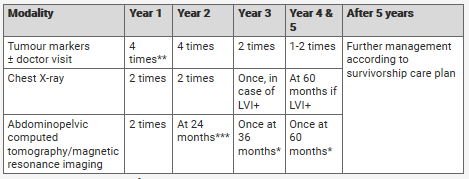 Modality Year 1 Year 2 Year 3 Year 4 & 5 After 5 years
Tumour markers ± doctor visit 4 times** 4 times 2 times 1-2 times Further management according to survivorship care plan
Chest X-ray 2 times 2 times Once, in case of LVI+ At 60 months if LVI+
Abdominopelvic computed tomography/magnetic resonance imaging 2 times At 24 months*** Once at 36 months* Once at 60 months*